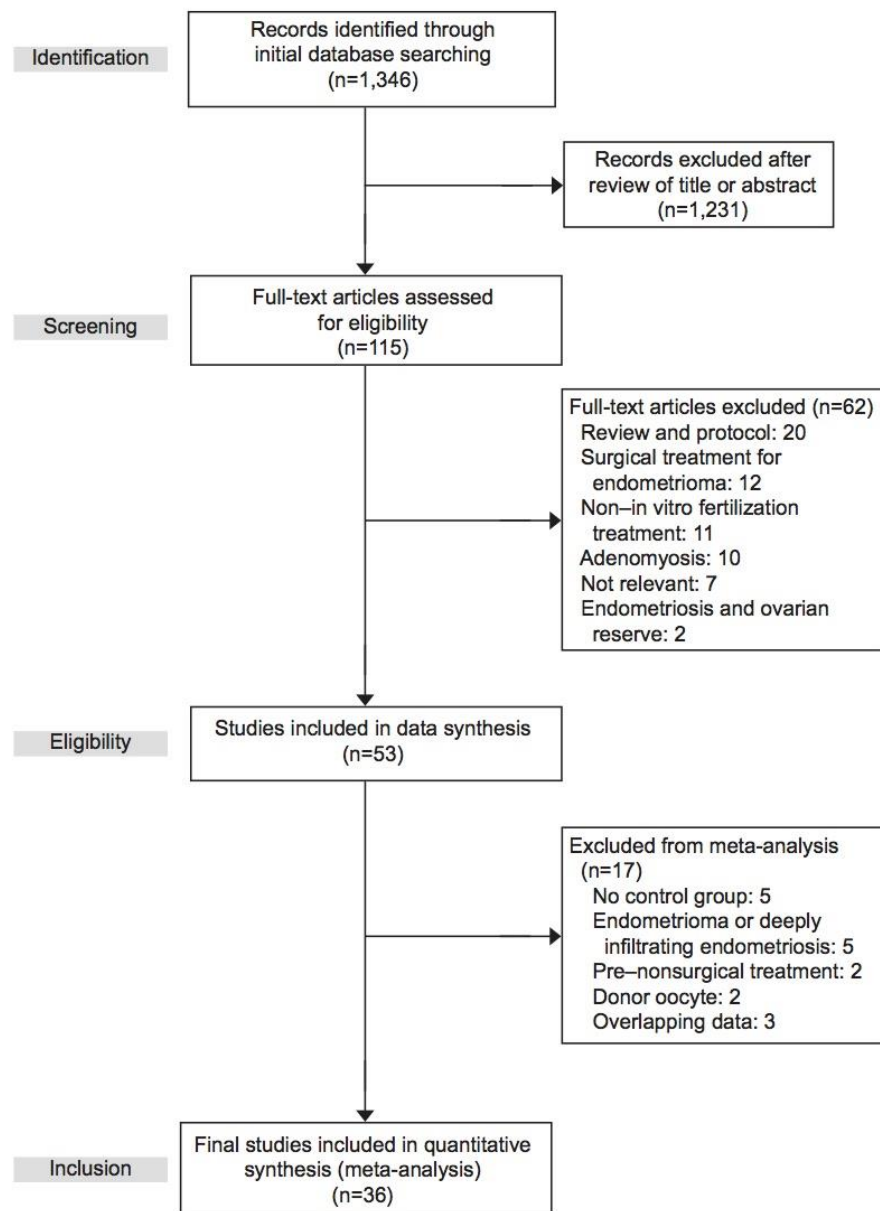 Identification
Records identified through
initial database searching
(n=1,346)
Records excluded after
review of title or abstract
(n=1,231)
Screening
Full-text articles assessed
for eligibility
(n=115)
Full-text articles excluded (n=62)
Review and protocol: 20
Surgical treatment for
endometrioma: 12
Non–in vitro fertilization
treatment: 11
Adenomyosis: 10
Not relevant: 7
Endometriosis and ovarian
reserve: 2
Eligibility
Studies included in data synthesis
(n=53)
Excluded from meta-analysis
(n=17)
No control group: 5
Endometrioma or deeply
infiltrating endometriosis: 5
Pre–nonsurgical treatment: 2
Donor oocyte: 2
Overlapping data: 3
Inclusion
Final studies included in quantitative
synthesis (meta-analysis)
(n=36)